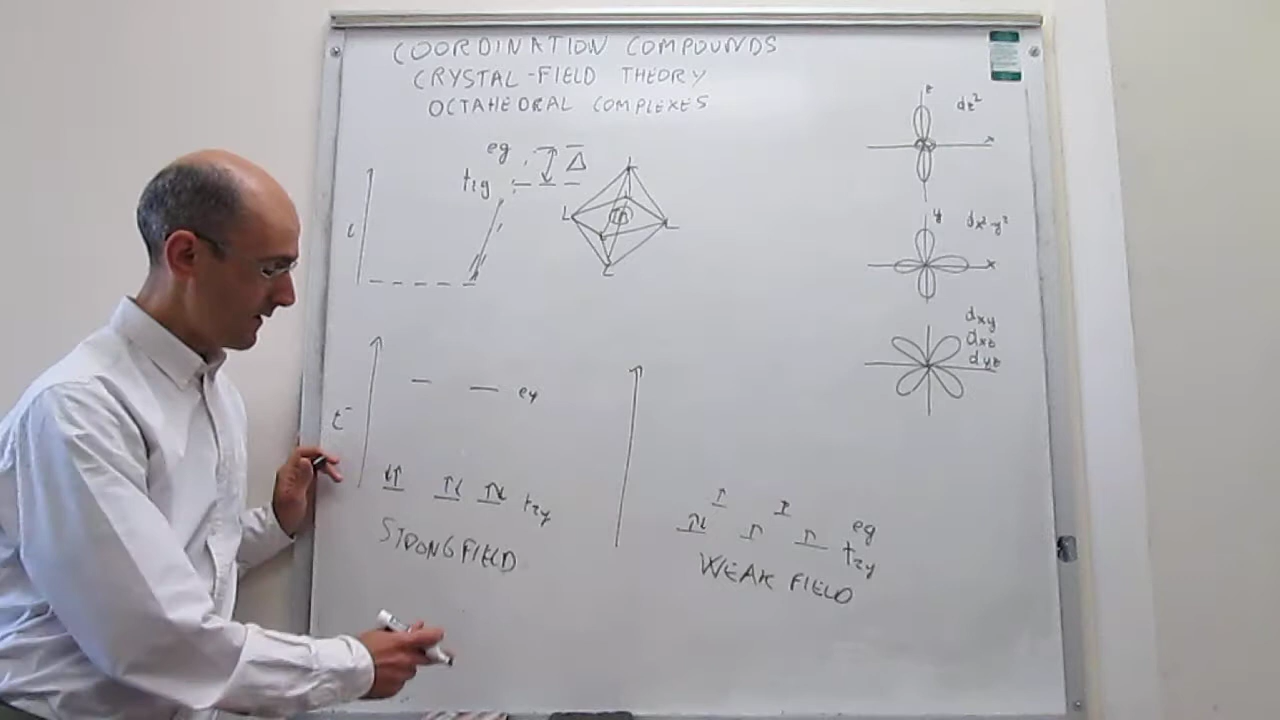 COORDINATION COMPOUNDS
CRYSTAL-FIELD THEORY
OCTAHEDRAL COMPLEXES
eg Δ
t2g
L
L L
L
z dz²
y dx²-y²
x
dxy
dxz
dyz
eg
t2g
STRONG FIELD
eg
t2g
WEAK FIELD